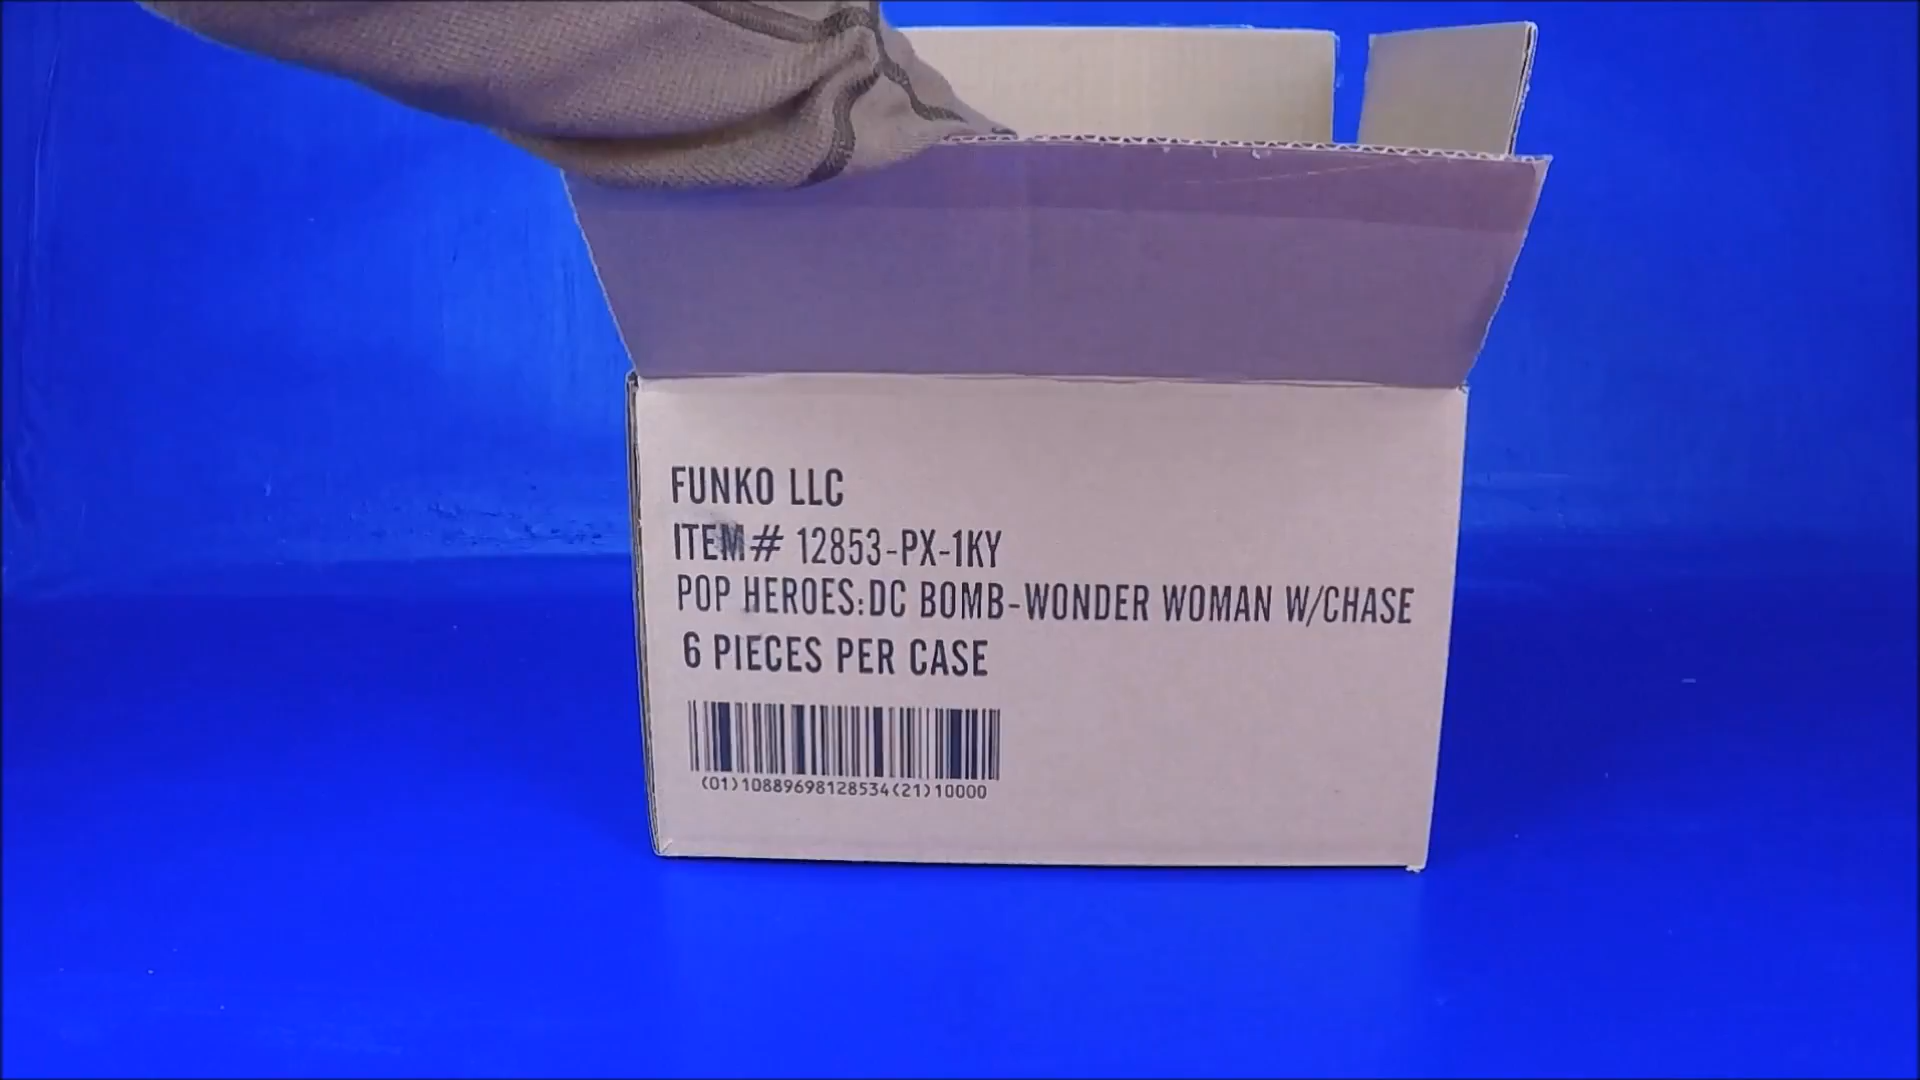 FUNKO LLC
ITEM# 12853-PX-1KY
POP HEROES:DC BOMB-WONDER WOMAN W/CHASE
6 PIECES PER CASE
(01)10889698128534(21)10000